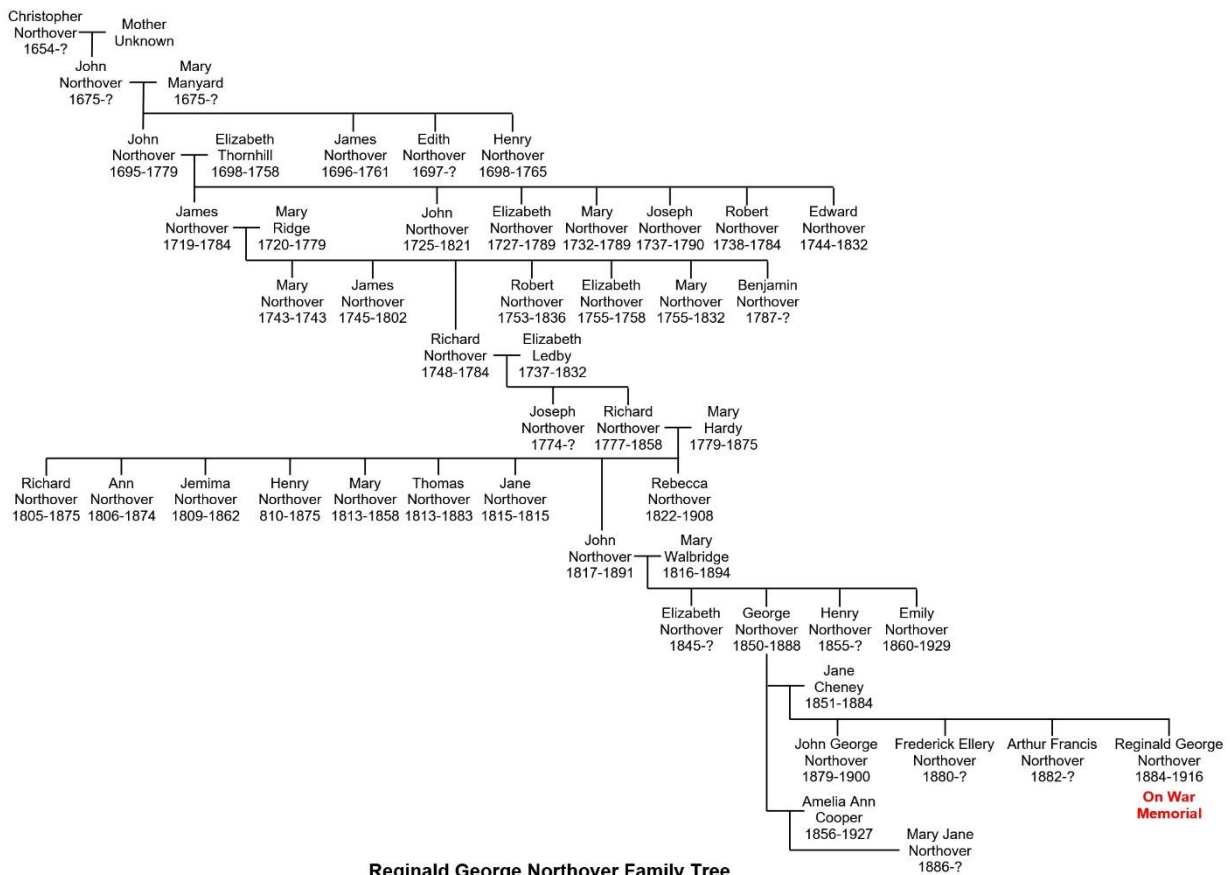 Christopher
Northover
1654-?
Mother
Unknown
John
Northover
1675-?
Mary
Manyard
1675-?
John
Northover
1695-1779
Elizabeth
Thornhill
1698-1758
James
Northover
1696-1761
Edith
Northover
1697-?
Henry
Northover
1698-1765
James
Northover
1719-1784
Mary
Ridge
1720-1779
John
Northover
1725-1821
Elizabeth
Northover
1727-1789
Mary
Northover
1732-1789
Joseph
Northover
1737-1790
Robert
Northover
1738-1784
Edward
Northover
1744-1832
Mary
Northover
1743-1743
James
Northover
1745-1802
Robert
Northover
1753-1836
Elizabeth
Northover
1755-1758
Mary
Northover
1755-1832
Benjamin
Northover
1787-?
Richard
Northover
1748-1784
Elizabeth
Ledby
1737-1832
Joseph
Northover
1774-?
Richard
Northover
1777-1858
Mary
Hardy
1779-1875
Richard
Northover
1805-1875
Ann
Northover
1806-1874
Jemima
Northover
1809-1862
Henry
Northover
810-1875
Mary
Northover
1813-1858
Thomas
Northover
1813-1883
Jane
Northover
1815-1815
Rebecca
Northover
1822-1908
John
Northover
1817-1891
Mary
Walbridge
1816-1894
Elizabeth
Northover
1845-?
George
Northover
1850-1888
Henry
Northover
1855-?
Emily
Northover
1860-1929
Jane
Cheney
1851-1884
John George
Northover
1879-1900
Frederick Ellery
Northover
1880-?
Arthur Francis
Northover
1882-?
Reginald George
Northover
1884-1916
On War
Memorial
Amelia Ann
Cooper
1856-1927
Mary Jane
Northover
1886-?
Reginald George Northover Family Tree